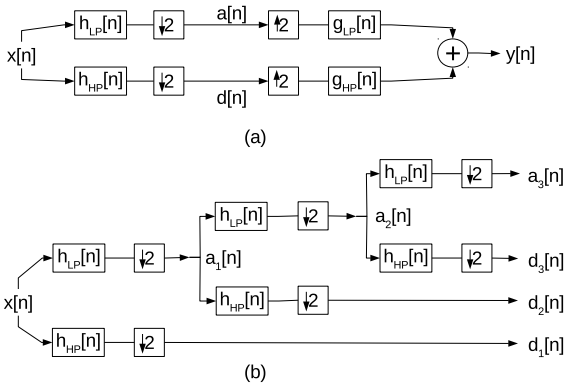 h_LP[n] ↓2 a[n] ↑2 g_LP[n]
x[n] + y[n]
h_HP[n] ↓2 d[n] ↑2 g_HP[n]
(a)
h_LP[n] ↓2 a_3[n]
h_LP[n] ↓2 a_2[n]
h_LP[n] ↓2 a_1[n] h_HP[n] ↓2 d_3[n]
x[n] h_HP[n] ↓2 d_2[n]
h_HP[n] ↓2 d_1[n]
(b)